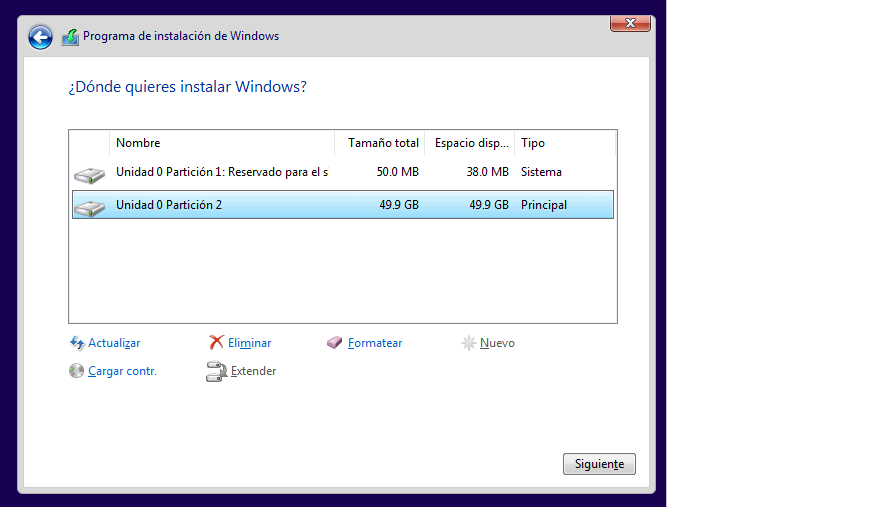 Programa de instalación de Windows
¿Dónde quieres instalar Windows?
Nombre Tamaño total Espacio disp... Tipo
Unidad 0 Partición 1: Reservado para el s 50.0 MB 38.0 MB Sistema
Unidad 0 Partición 2 49.9 GB 49.9 GB Principal
Actualizar Eliminar Formatear Nuevo
Cargar contr. Extender
Siguiente